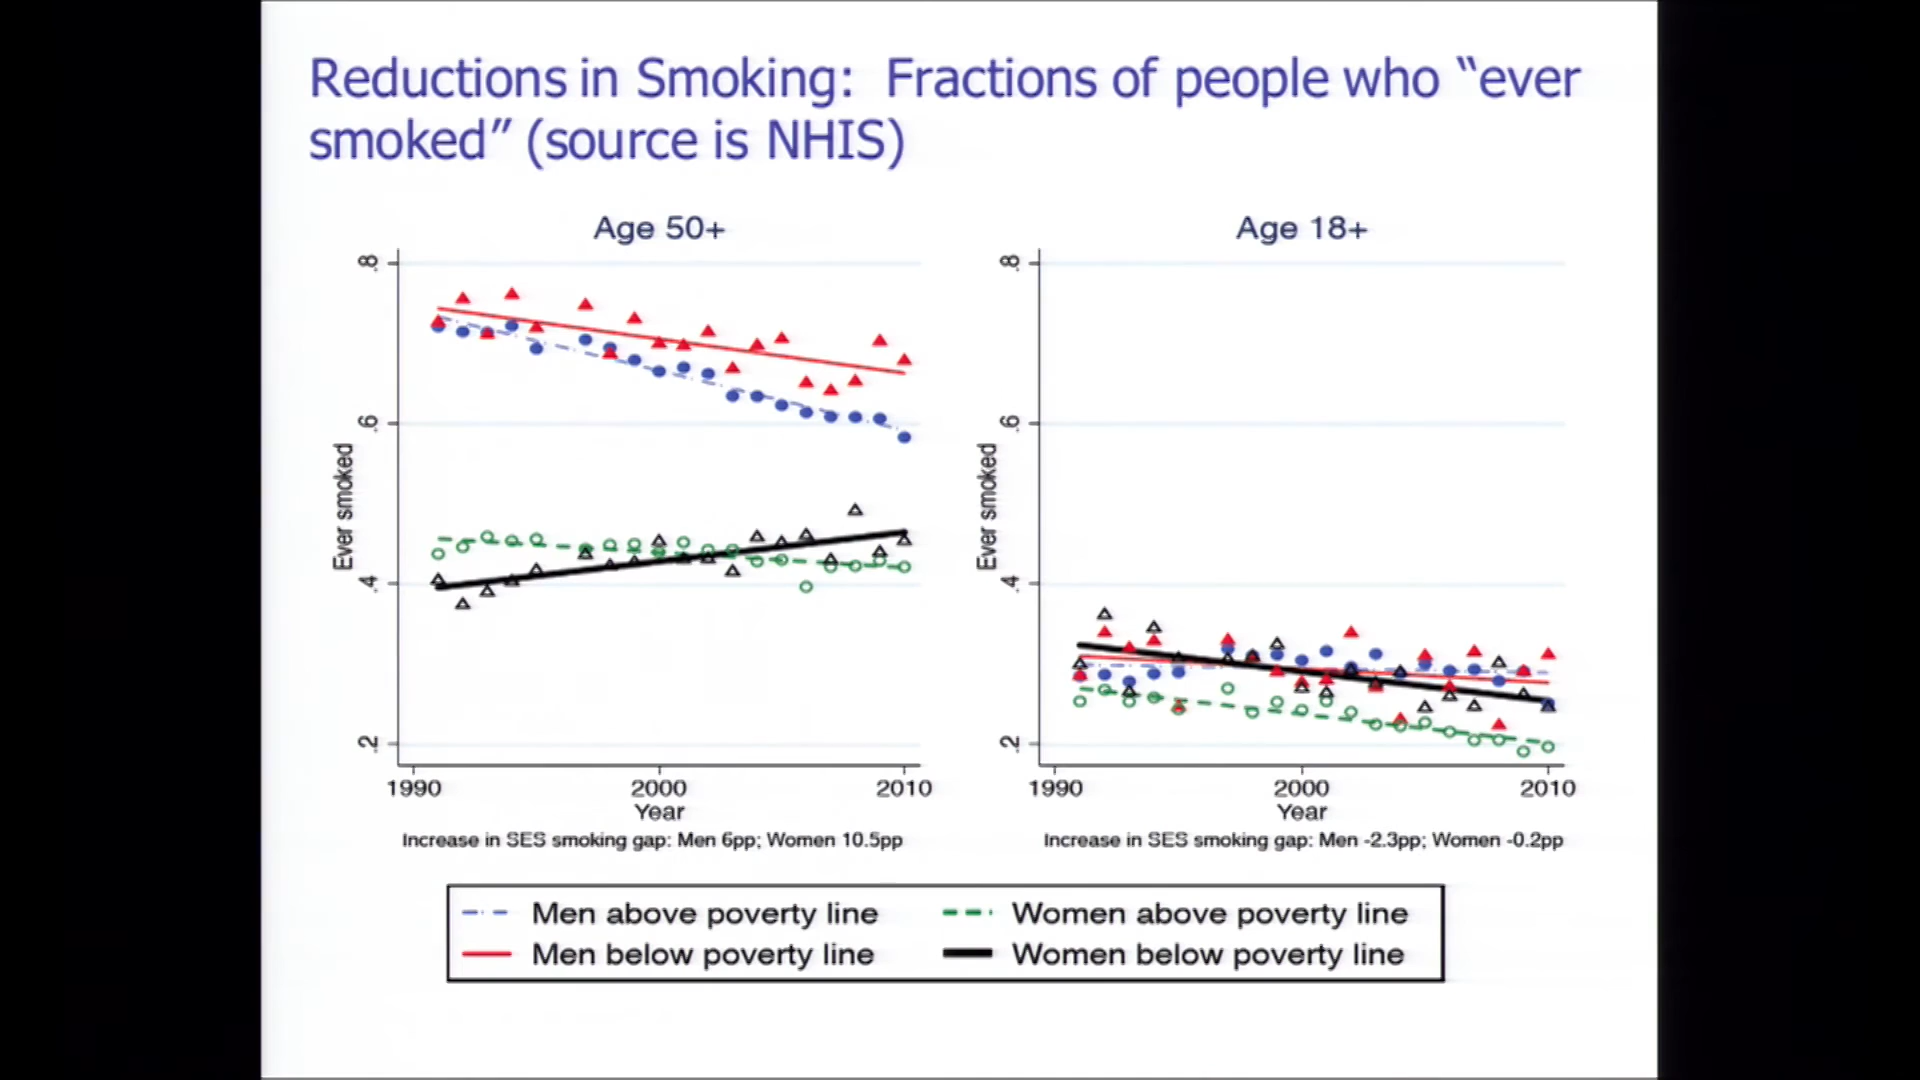 Reductions in Smoking: Fractions of people who “ever
smoked” (source is NHIS)
Age 50+
.8
.6
.4
.2
Ever smoked
1990
2000
2010
Year
Increase in SES smoking gap: Men 6pp; Women 10.5pp
Age 18+
.8
.6
.4
.2
Ever smoked
1990
2000
2010
Year
Increase in SES smoking gap: Men -2.3pp; Women -0.2pp
Men above poverty line
Women above poverty line
Men below poverty line
Women below poverty line